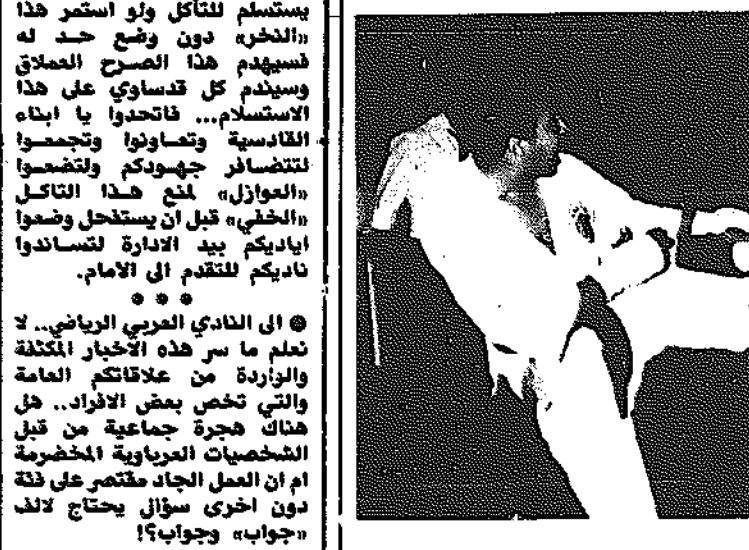 يستسلم للتآكل ولو استمر هذا
«النخر» دون وضع حد له
فسيهدم هذا الصرح العملاق
وسيندم كل قدساوي على هذا
الاستسلام... فاتحدوا يا ابناء
القادسية وتعاونوا وتجمعوا
لتتضافر جهودكم ولتضعوا
«العوازل» لمنع هذا التاكل
«الخفي» قبل ان يستفحل وضعوا
اياديكم بيد الادارة لتساندوا
ناديكم للتقدم الى الامام.
● الى النادي العربي الرياضي.. لا
نعلم ما سر هذه الاخبار المكثفة
والواردة من علاقاتكم العامة
والتي تخص بعض الافراد.. هل
هناك هجرة جماعية من قبل
الشخصيات العرباوية المخضرمة
ام ان العمل الجاد مقتصر على فئة
دون اخرى سؤال يحتاج لالف
«جواب» وجواب؟!